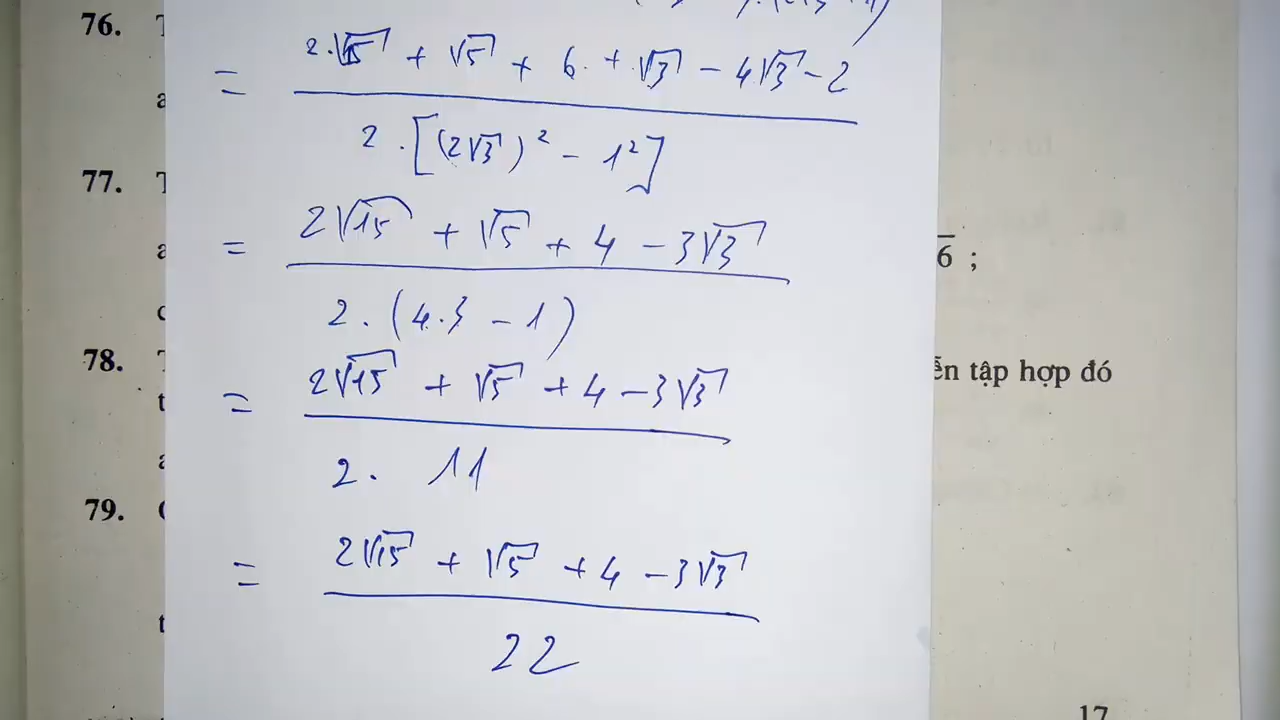 76.
= (2.√15 + √5 + 6 + √3 − 4√3 − 2) / (2.[(2√3)² − 1²])
77.
= (2√15 + √5 + 4 − 3√3) / (2.(4.3 − 1))
√6 ;
78.
ễn tập hợp đó
= (2√15 + √5 + 4 − 3√3) / (2. 11)
79.
= (2√15 + √5 + 4 − 3√3) / 22
17